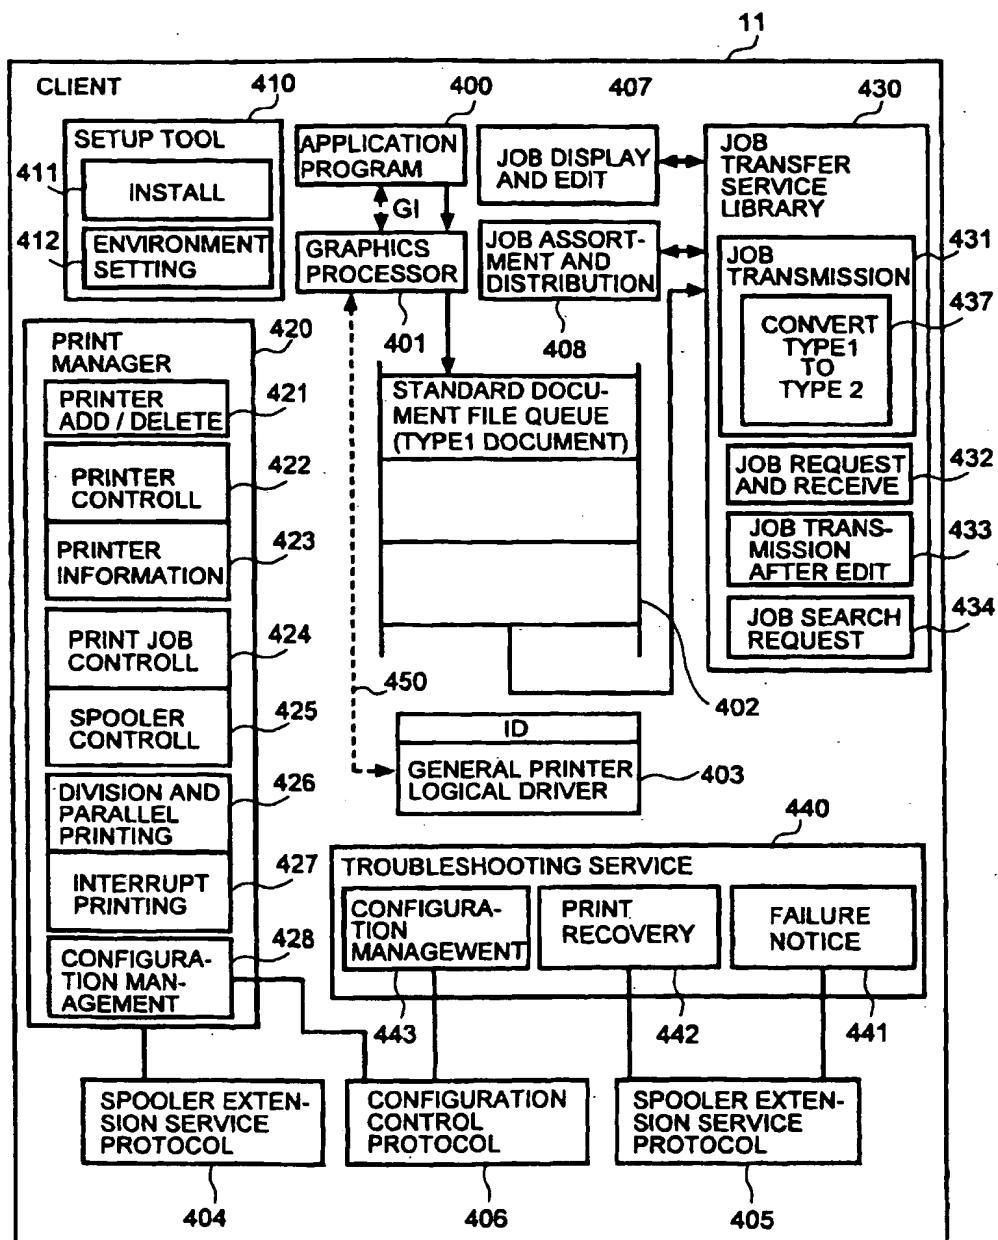 11
CLIENT
410
400
407
430
SETUP TOOL
411
INSTALL
412
ENVIRONMENT
SETTING
APPLICATION
PROGRAM
GI
GRAPHICS
PROCESSOR
401
JOB DISPLAY
AND EDIT
JOB ASSORT-
MENT AND
DISTRIBUTION
408
JOB
TRANSFER
SERVICE
LIBRARY
431
JOB
TRANSMISSION
437
CONVERT
TYPE1
TO
TYPE 2
432
JOB REQUEST
AND RECEIVE
433
JOB TRANS-
MISSION
AFTER EDIT
434
JOB SEARCH
REQUEST
420
PRINT
MANAGER
421
PRINTER
ADD / DELETE
422
PRINTER
CONTROLL
423
PRINTER
INFORMATION
424
PRINT JOB
CONTROLL
425
SPOOLER
CONTROLL
426
DIVISION AND
PARALLEL
PRINTING
427
INTERRUPT
PRINTING
428
CONFIGURA-
TION MAN-
AGEMENT
STANDARD DOCU-
MENT FILE QUEUE
(TYPE1 DOCUMENT)
402
450
ID
GENERAL PRINTER
LOGICAL DRIVER
403
440
TROUBLESHOOTING SERVICE
CONFIGURA-
TION
MANAGEWENT
443
PRINT
RECOVERY
442
FAILURE
NOTICE
441
SPOOLER EXTEN-
SION SERVICE
PROTOCOL
404
CONFIGURATION
CONTROL
PROTOCOL
406
SPOOLER EXTEN-
SION SERVICE
PROTOCOL
405